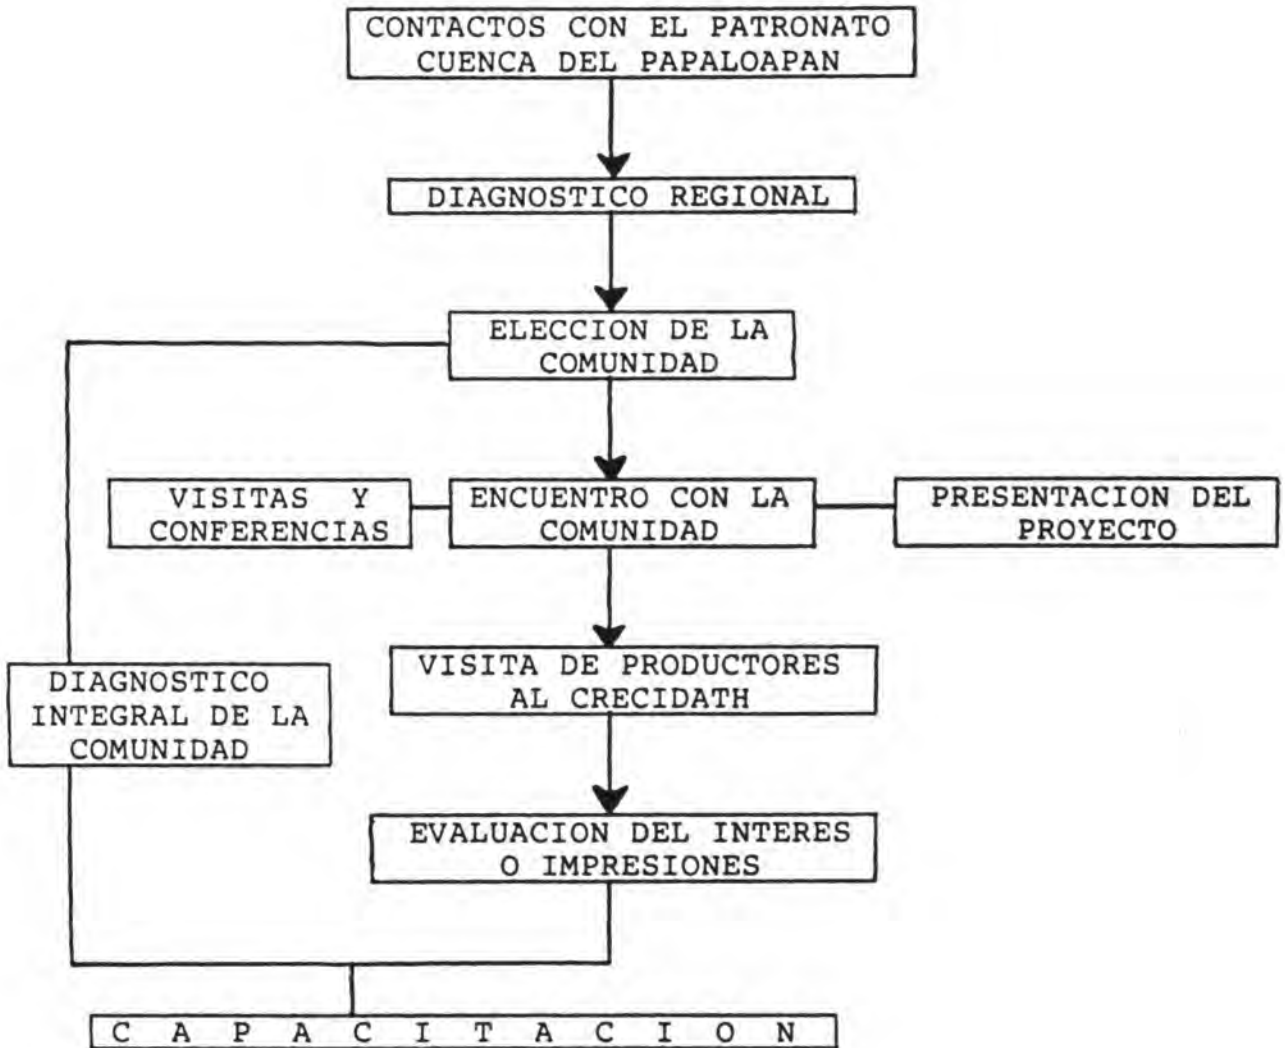 CONTACTOS CON EL PATRONATO
CUENCA DEL PAPALOAPAN
DIAGNOSTICO REGIONAL
ELECCION DE LA
COMUNIDAD
VISITAS Y
CONFERENCIAS
ENCUENTRO CON LA
COMUNIDAD
PRESENTACION DEL
PROYECTO
VISITA DE PRODUCTORES
AL CRECIDATH
DIAGNOSTICO
INTEGRAL DE LA
COMUNIDAD
EVALUACION DEL INTERES
O IMPRESIONES
C A P A C I T A C I O N